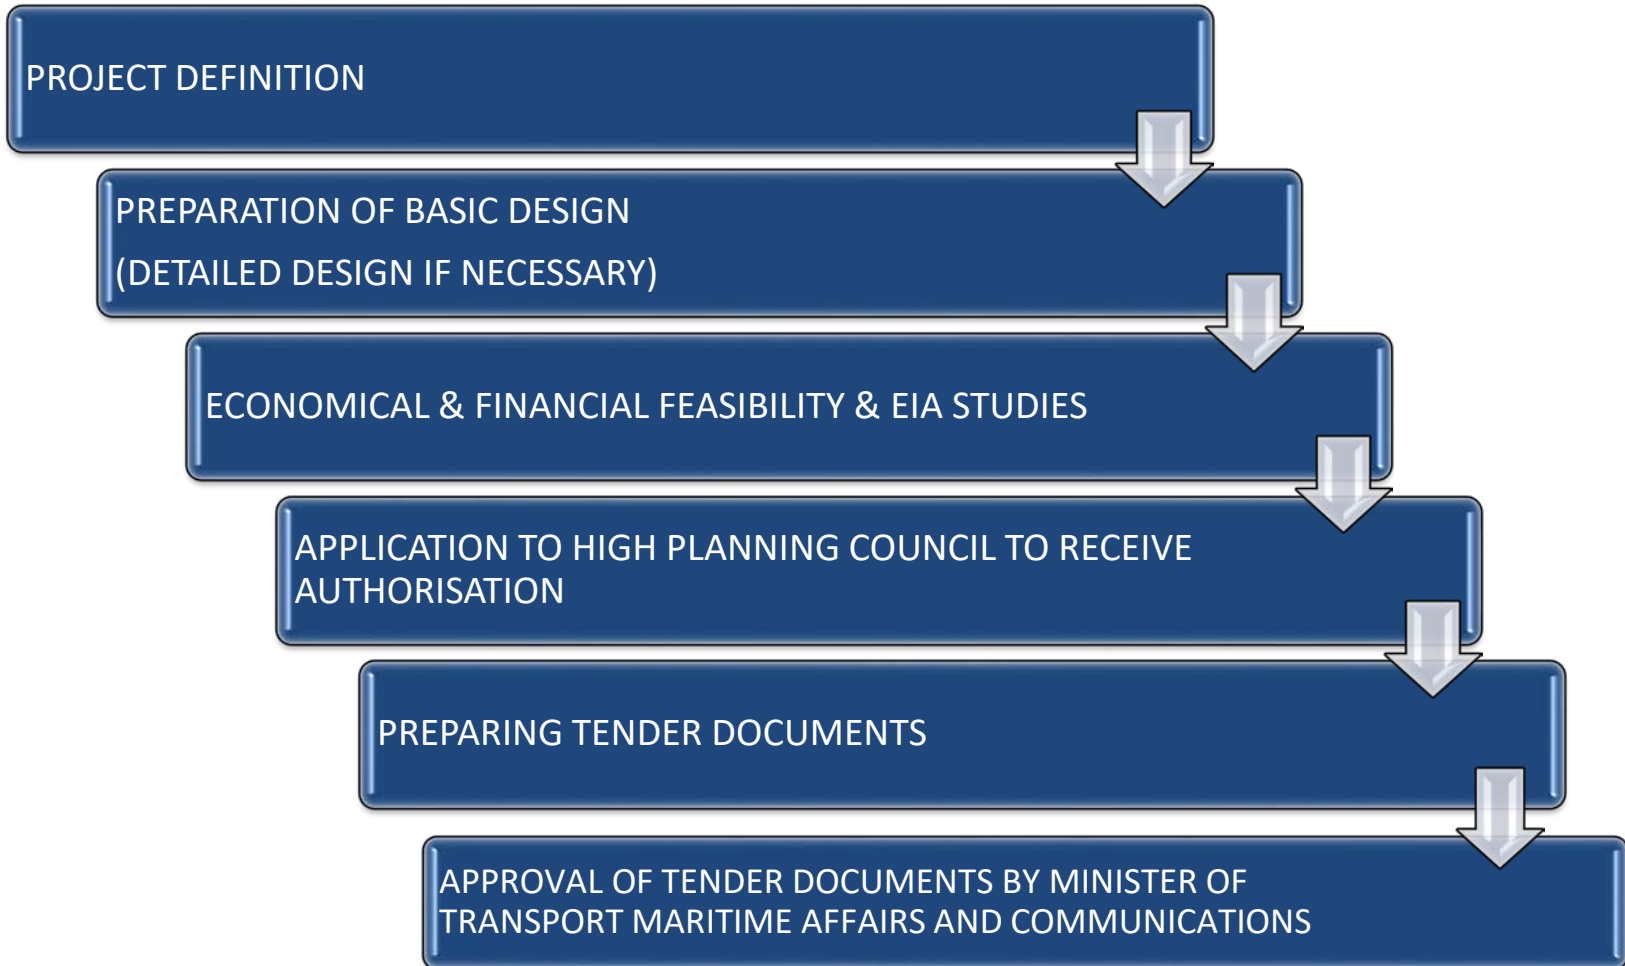 PROJECT DEFINITION
PREPARATION OF BASIC DESIGN
(DETAILED DESIGN IF NECESSARY)
ECONOMICAL & FINANCIAL FEASIBILITY & EIA STUDIES
APPLICATION TO HIGH PLANNING COUNCIL TO RECEIVE
AUTHORISATION
PREPARING TENDER DOCUMENTS
APPROVAL OF TENDER DOCUMENTS BY MINISTER OF
TRANSPORT MARITIME AFFAIRS AND COMMUNICATIONS